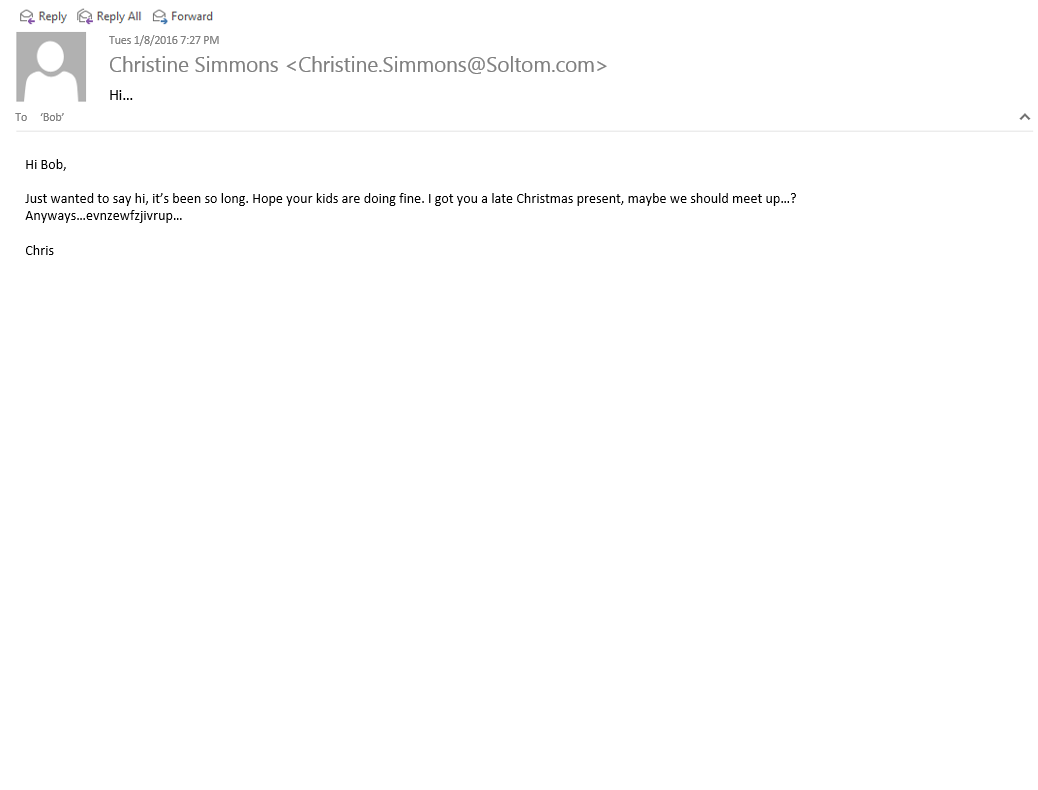 Reply Reply All Forward
Tues 1/8/2016 7:27 PM
Christine Simmons <Christine.Simmons@Soltom.com>
Hi...
To ‘Bob’
Hi Bob,
Just wanted to say hi, it’s been so long. Hope your kids are doing fine. I got you a late Christmas present, maybe we should meet up...?
Anyways...evnzewfzjivrup...
Chris